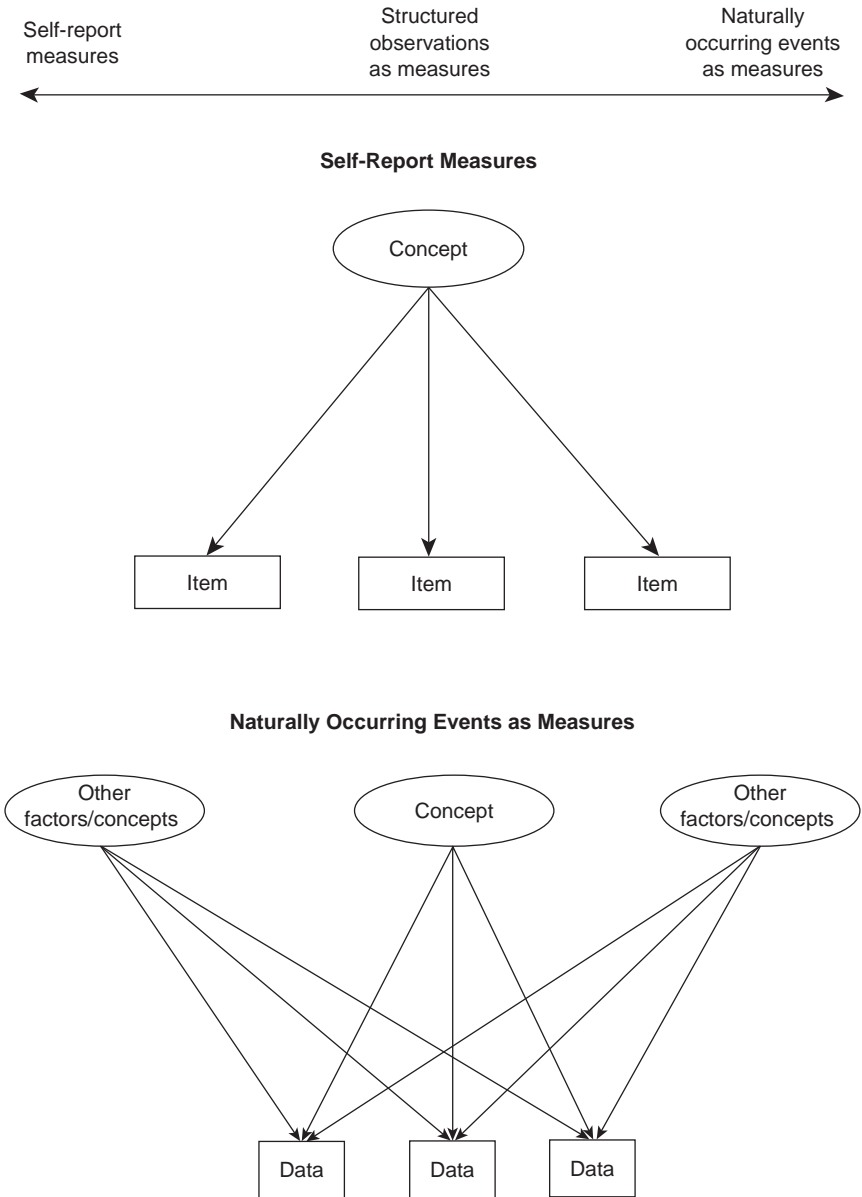 Self-report
measures
Structured
observations
as measures
Naturally
occurring events
as measures
Self-Report Measures
Concept
Item
Item
Item
Naturally Occurring Events as Measures
Other
factors/concepts
Concept
Other
factors/concepts
Data
Data
Data